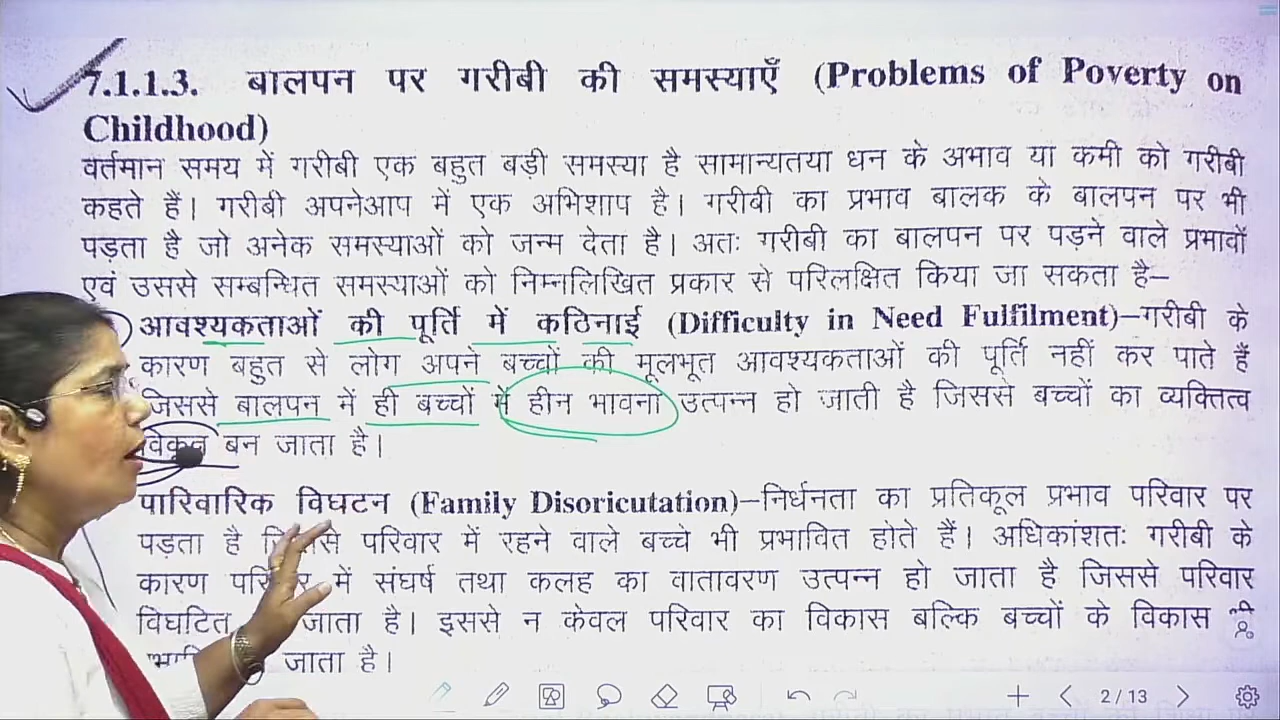 7.1.1.3. बालपन पर गरीबी की समस्याएँ (Problems of Poverty on
Childhood)
वर्तमान समय में गरीबी एक बहुत बड़ी समस्या है सामान्यतया धन के अभाव या कमी को गरीबी
कहते हैं। गरीबी अपनेआप में एक अभिशाप है। गरीबी का प्रभाव बालक के बालपन पर भी
पड़ता है जो अनेक समस्याओं को जन्म देता है। अतः गरीबी का बालपन पर पड़ने वाले प्रभावों
एवं उससे सम्बन्धित समस्याओं को निम्नलिखित प्रकार से परिलक्षित किया जा सकता है–
आवश्यकताओं की पूर्ति में कठिनाई (Difficulty in Need Fulfilment)–गरीबी के
कारण बहुत से लोग अपने बच्चों की मूलभूत आवश्यकताओं की पूर्ति नहीं कर पाते हैं
जिससे बालपन में ही बच्चों में हीन भावना उत्पन्न हो जाती है जिससे बच्चों का व्यक्तित्व
विकृत बन जाता है।
पारिवारिक विघटन (Family Disoricutation)–निर्धनता का प्रतिकूल प्रभाव परिवार पर
पड़ता है परिवार में रहने वाले बच्चे भी प्रभावित होते हैं। अधिकांशतः गरीबी के
कारण में संघर्ष तथा कलह का वातावरण उत्पन्न हो जाता है जिससे परिवार
विघटित जाता है। इससे न केवल परिवार का विकास बल्कि बच्चों के विकास
जाता है।
2/13